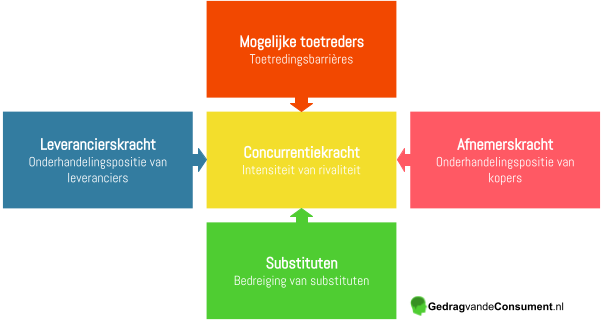 Mogelijke toetreders
Toetredingsbarrières
Leverancierskracht
Onderhandelingspositie van
leveranciers
Concurrentiekracht
Intensiteit van rivaliteit
Afnemerskracht
Onderhandelingspositie van
kopers
Substituten
Bedreiging van substituten
GedragvandeConsument.nl